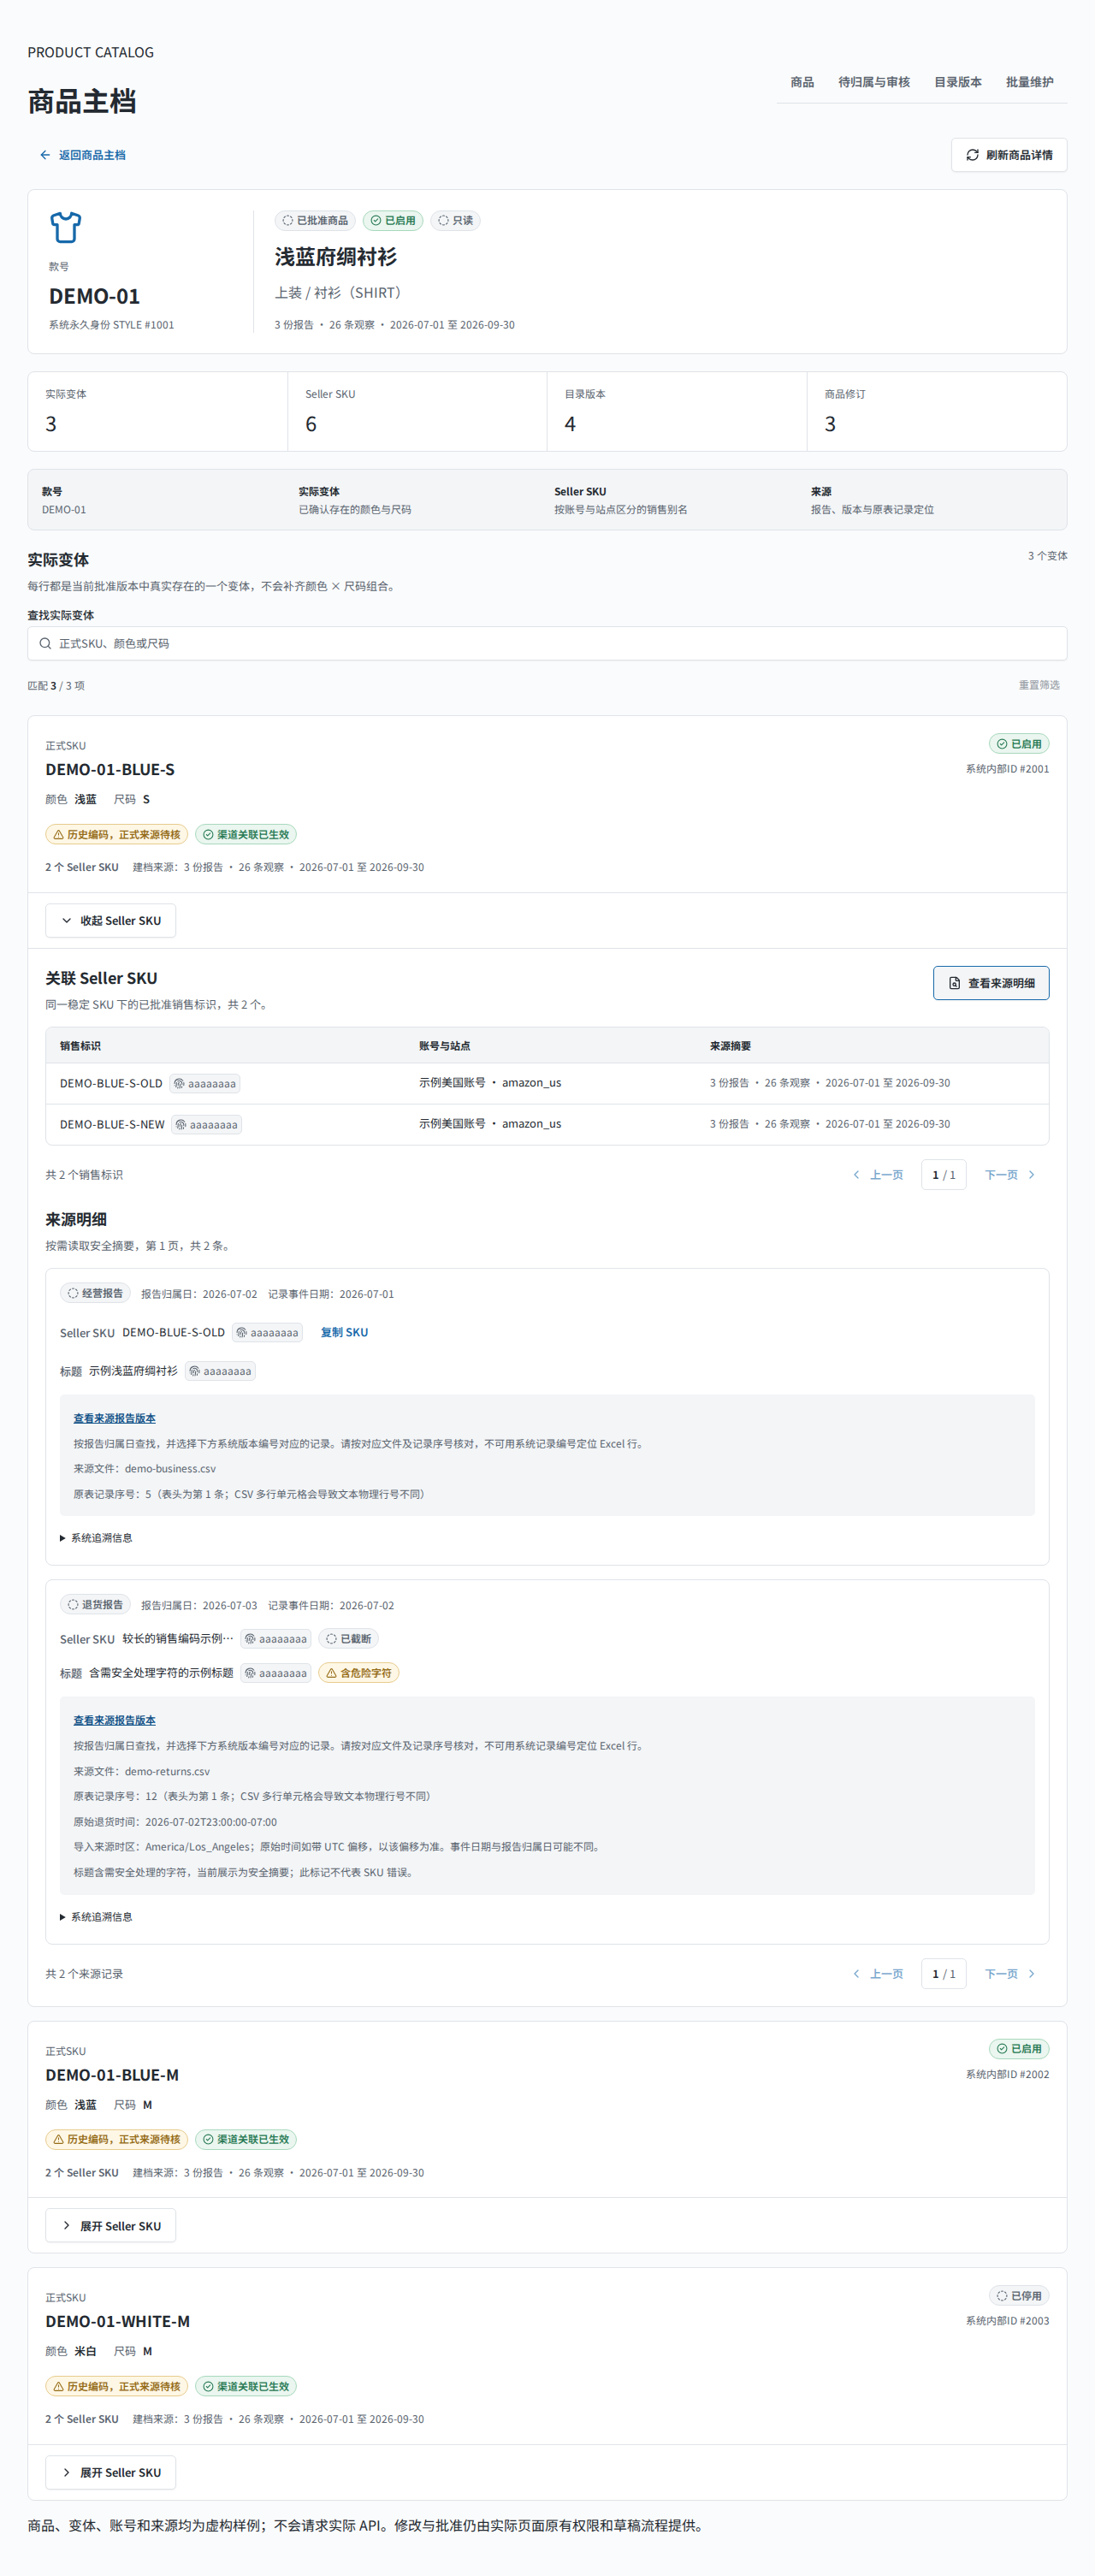 PRODUCT CATALOG
商品主档
商品 待归属与审核 目录版本 批量维护
返回商品主档
刷新商品详情
款号
DEMO-01
系统永久身份 STYLE #1001
已批准商品 已启用 只读
浅蓝府绸衬衫
上装 / 衬衫（SHIRT）
3 份报告 • 26 条观察 • 2026-07-01 至 2026-09-30
实际变体
3
Seller SKU
6
目录版本
4
商品修订
3
款号
DEMO-01
实际变体
已确认存在的颜色与尺码
Seller SKU
按账号与站点区分的销售别名
来源
报告、版本与原表记录定位
实际变体
3 个变体
每行都是当前批准版本中真实存在的一个变体，不会补齐颜色 × 尺码组合。
查找实际变体
正式SKU、颜色或尺码
匹配 3 / 3 项
重置筛选
正式SKU
已启用
DEMO-01-BLUE-S
系统内部ID #2001
颜色 浅蓝 尺码 S
历史编码，正式来源待核 渠道关联已生效
2 个 Seller SKU 建档来源：3 份报告 • 26 条观察 • 2026-07-01 至 2026-09-30
收起 Seller SKU
关联 Seller SKU
查看来源明细
同一稳定 SKU 下的已批准销售标识，共 2 个。
销售标识 账号与站点 来源摘要
DEMO-BLUE-S-OLD aaaaaaaa 示例美国账号 • amazon_us 3 份报告 • 26 条观察 • 2026-07-01 至 2026-09-30
DEMO-BLUE-S-NEW aaaaaaaa 示例美国账号 • amazon_us 3 份报告 • 26 条观察 • 2026-07-01 至 2026-09-30
共 2 个销售标识
上一页 1 / 1 下一页
来源明细
按需读取安全摘要，第 1 页，共 2 条。
经营报告 报告归属日：2026-07-02 记录事件日期：2026-07-01
Seller SKU DEMO-BLUE-S-OLD aaaaaaaa 复制 SKU
标题 示例浅蓝府绸衬衫 aaaaaaaa
查看来源报告版本
按报告归属日查找，并选择下方系统版本编号对应的记录。请按对应文件及记录序号核对，不可用系统记录编号定位 Excel 行。
来源文件：demo-business.csv
原表记录序号：5（表头为第 1 条；CSV 多行单元格会导致文本物理行号不同）
系统追溯信息
退货报告 报告归属日：2026-07-03 记录事件日期：2026-07-02
Seller SKU 较长的销售编码示例… aaaaaaaa 已截断
标题 含需安全处理字符的示例标题 aaaaaaaa 含危险字符
查看来源报告版本
按报告归属日查找，并选择下方系统版本编号对应的记录。请按对应文件及记录序号核对，不可用系统记录编号定位 Excel 行。
来源文件：demo-returns.csv
原表记录序号：12（表头为第 1 条；CSV 多行单元格会导致文本物理行号不同）
原始退货时间：2026-07-02T23:00:00-07:00
导入来源时区：America/Los_Angeles；原始时间如带 UTC 偏移，以该偏移为准。事件日期与报告归属日可能不同。
标题含需安全处理的字符，当前展示为安全摘要；此标记不代表 SKU 错误。
系统追溯信息
共 2 个来源记录
上一页 1 / 1 下一页
正式SKU
已启用
DEMO-01-BLUE-M
系统内部ID #2002
颜色 浅蓝 尺码 M
历史编码，正式来源待核 渠道关联已生效
2 个 Seller SKU 建档来源：3 份报告 • 26 条观察 • 2026-07-01 至 2026-09-30
展开 Seller SKU
正式SKU
已停用
DEMO-01-WHITE-M
系统内部ID #2003
颜色 米白 尺码 M
历史编码，正式来源待核 渠道关联已生效
2 个 Seller SKU 建档来源：3 份报告 • 26 条观察 • 2026-07-01 至 2026-09-30
展开 Seller SKU
商品、变体、账号和来源均为虚构样例；不会请求实际 API。修改与批准仍由实际页面原有权限和草稿流程提供。